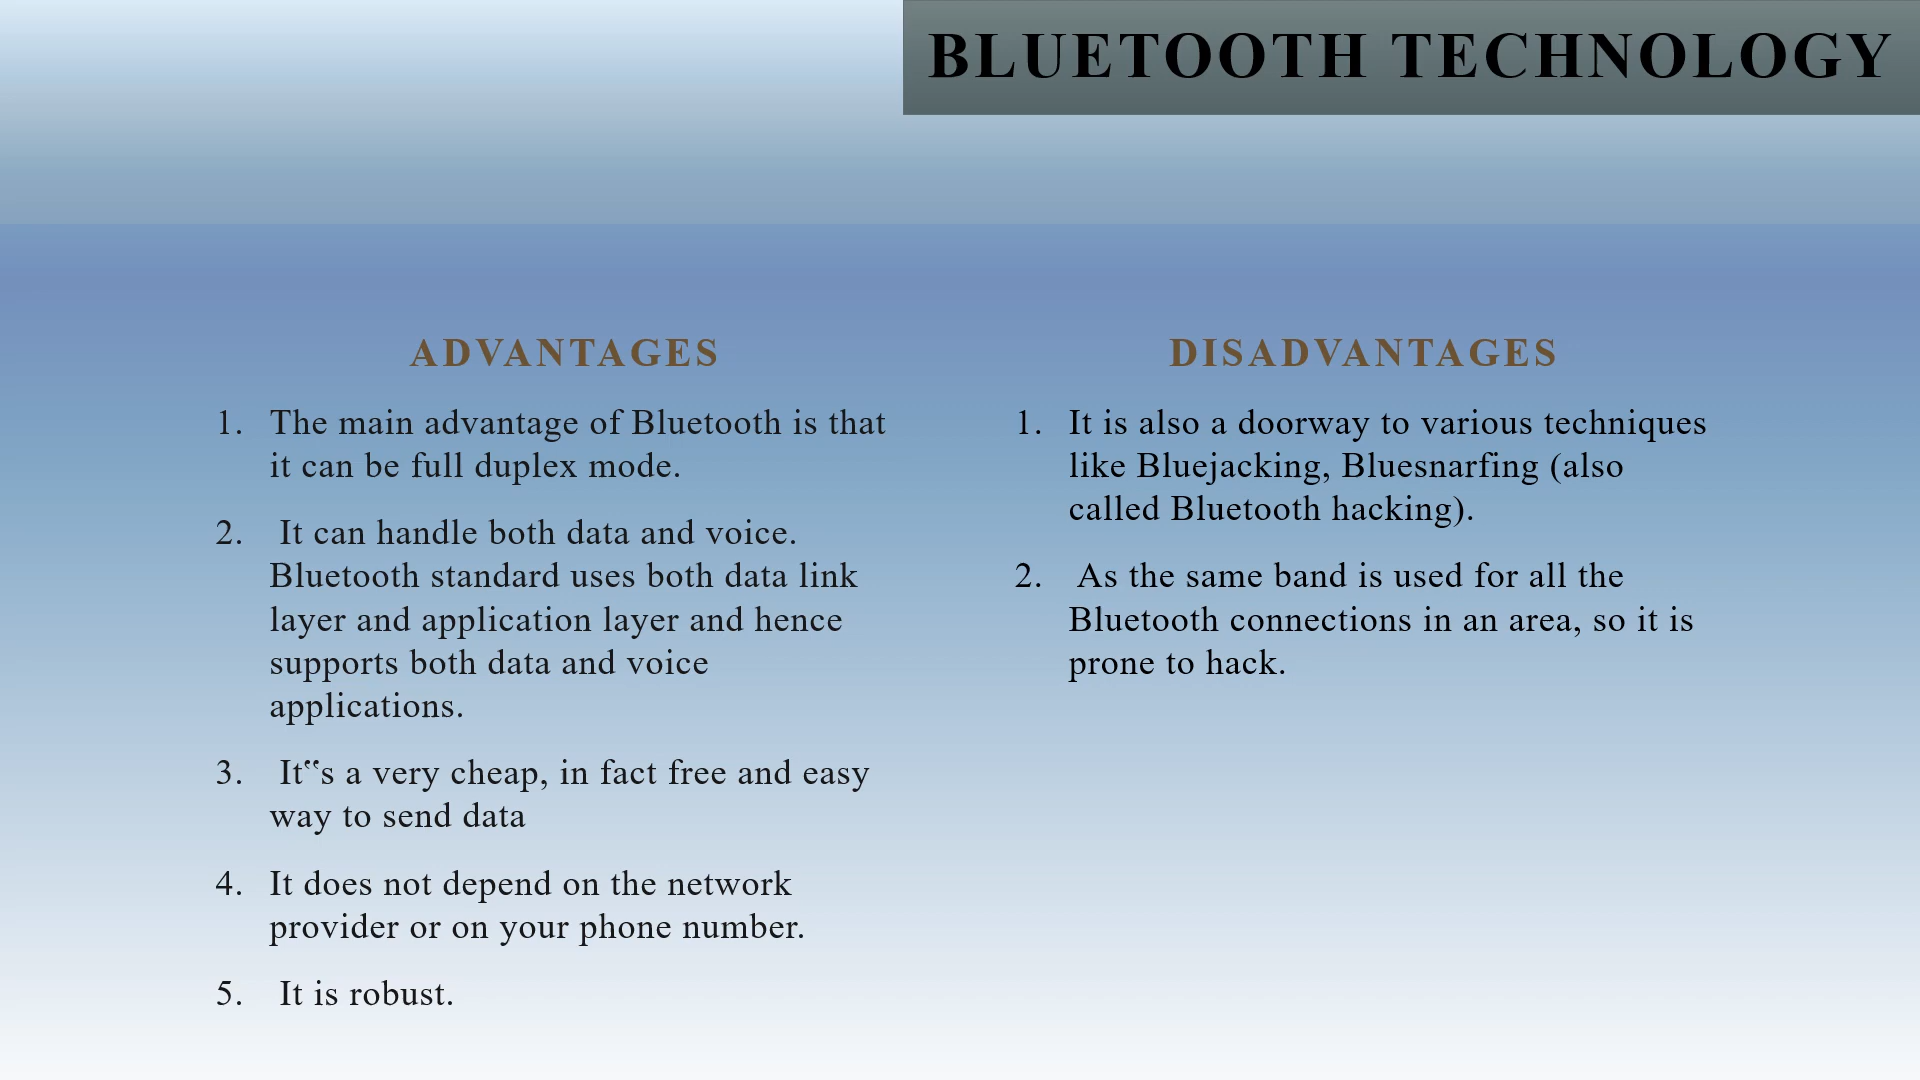 BLUETOOTH TECHNOLOGY
ADVANTAGES
1. The main advantage of Bluetooth is that
it can be full duplex mode.
2. It can handle both data and voice.
Bluetooth standard uses both data link
layer and application layer and hence
supports both data and voice
applications.
3. It‟s a very cheap, in fact free and easy
way to send data
4. It does not depend on the network
provider or on your phone number.
5. It is robust.
DISADVANTAGES
1. It is also a doorway to various techniques
like Bluejacking, Bluesnarfing (also
called Bluetooth hacking).
2. As the same band is used for all the
Bluetooth connections in an area, so it is
prone to hack.